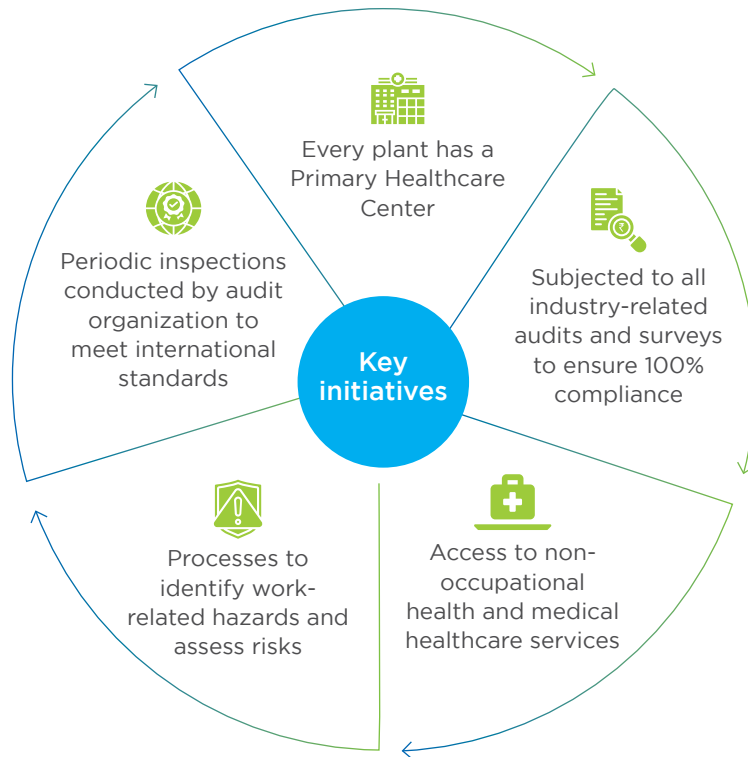 Every plant has a
Primary Healthcare
Center
Subjected to all
industry-related
audits and surveys
to ensure 100%
compliance
Access to non-
occupational
health and medical
healthcare services
Processes to
identify work-
related hazards and
assess risks
Periodic inspections
conducted by audit
organization to
meet international
standards
Key
initiatives